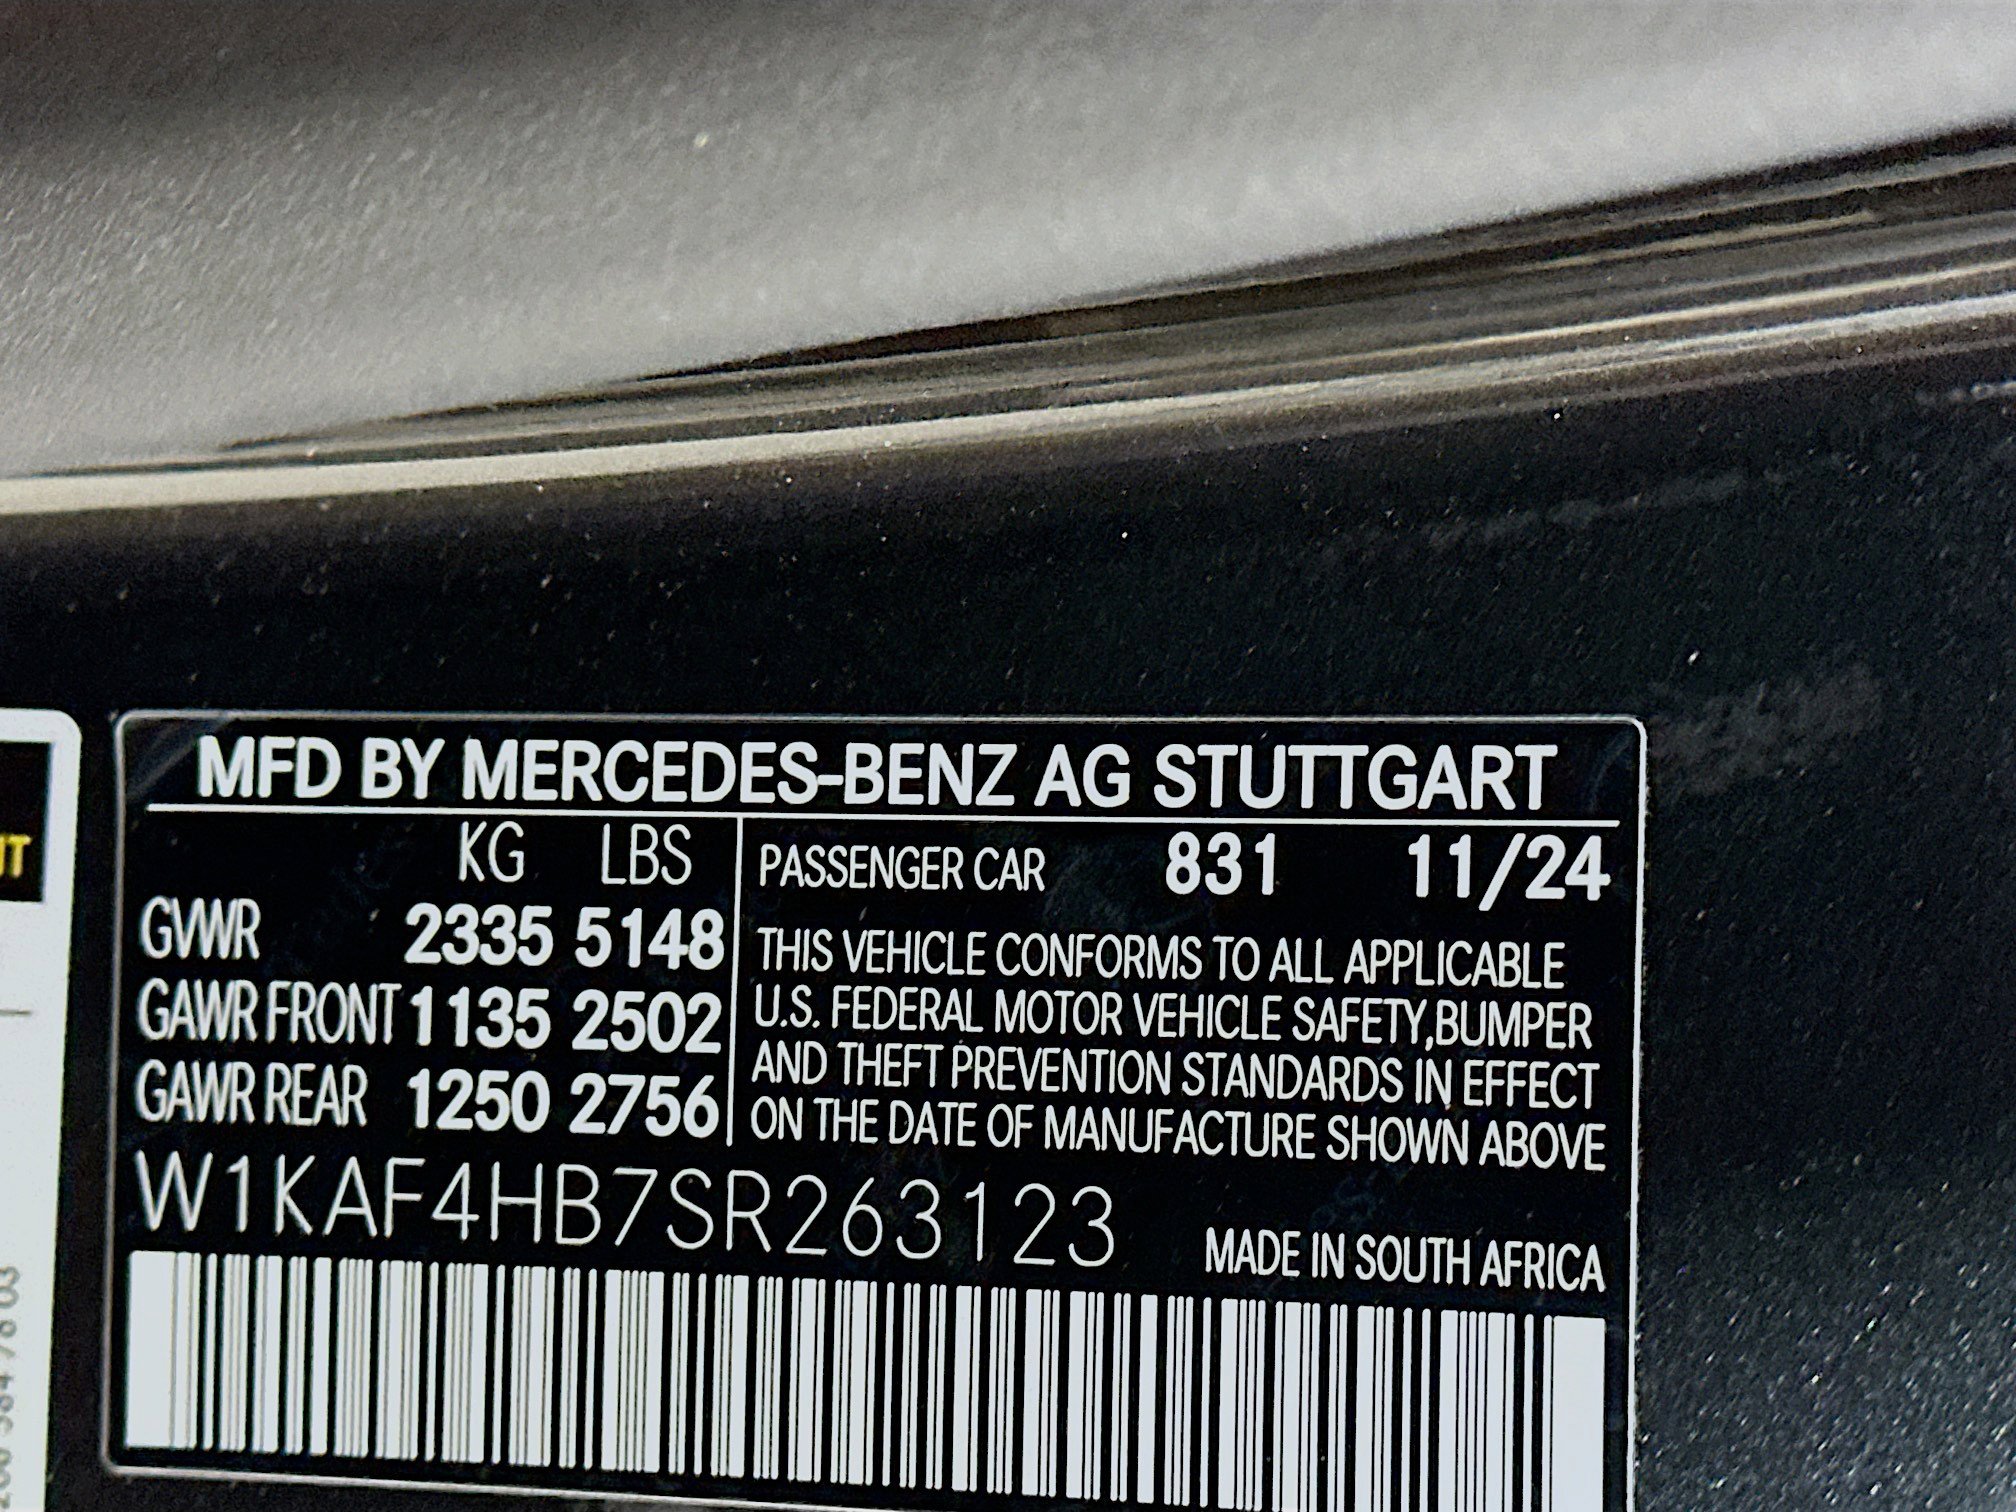 MFD BY MERCEDES-BENZ AG STUTTGART
KG LBS
GVWR 2335 5148
GAWR FRONT 1135 2502
GAWR REAR 1250 2756
PASSENGER CAR 831 11/24
THIS VEHICLE CONFORMS TO ALL APPLICABLE
U.S. FEDERAL MOTOR VEHICLE SAFETY,BUMPER
AND THEFT PREVENTION STANDARDS IN EFFECT
ON THE DATE OF MANUFACTURE SHOWN ABOVE
W1KAF4HB7SR263123
MADE IN SOUTH AFRICA